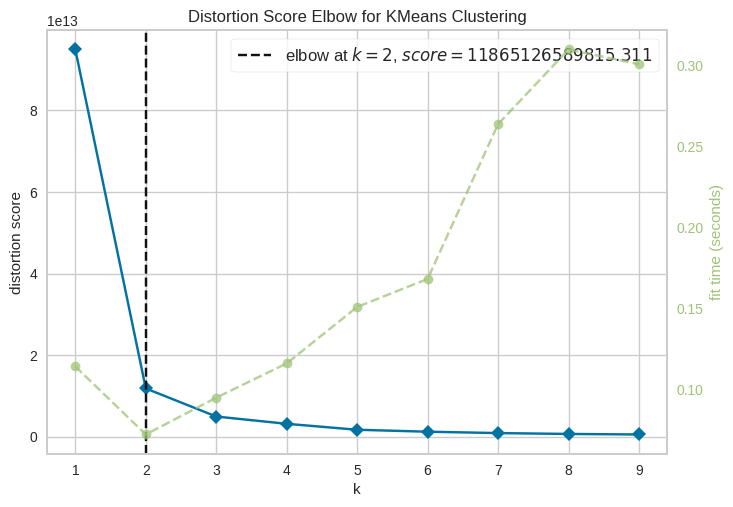 Distortion Score Elbow for KMeans Clustering
1e13
elbow at k = 2, score = 11865126589815.311
8
6
4
2
0
distortion score
0.30
0.25
0.20
0.15
0.10
fit time (seconds)
1 2 3 4 5 6 7 8 9
k